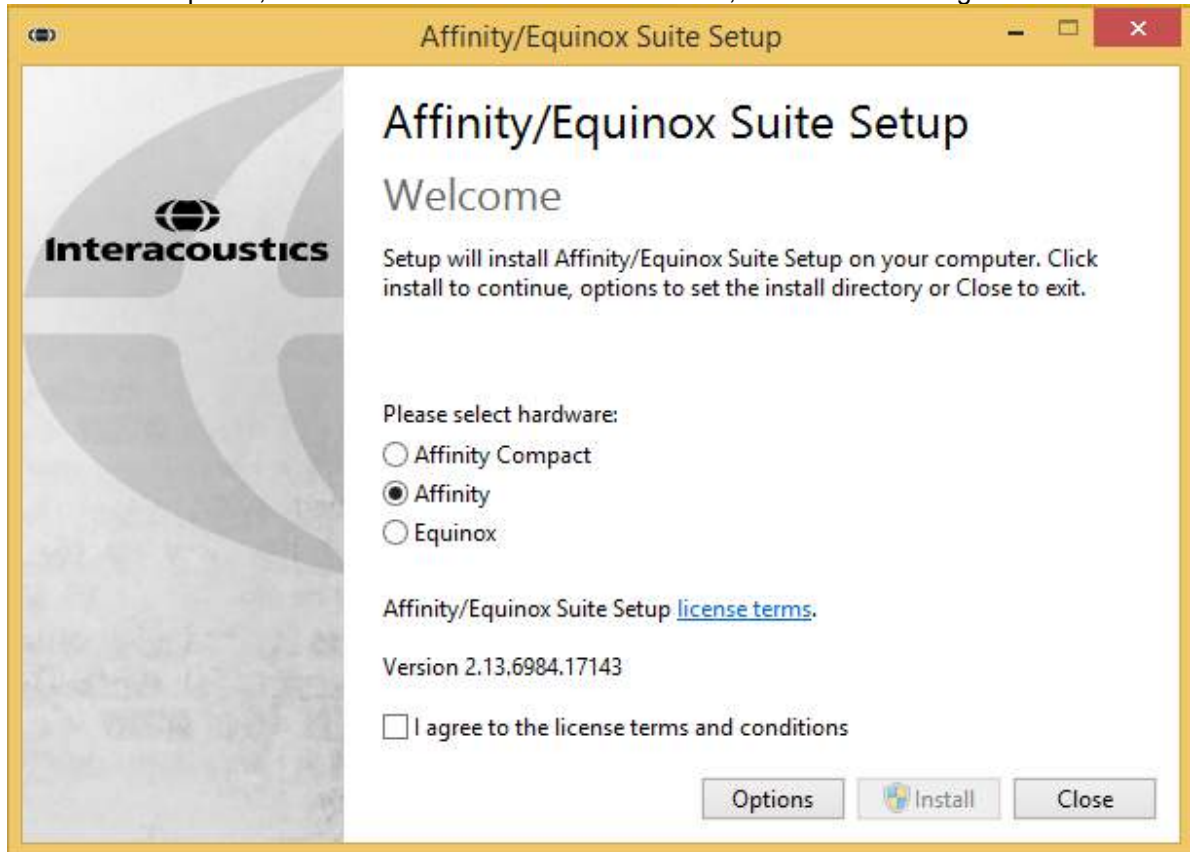 Affinity/Equinox Suite Setup
Affinity/Equinox Suite Setup
Welcome
Interacoustics
Setup will install Affinity/Equinox Suite Setup on your computer. Click
install to continue, options to set the install directory or Close to exit.
Please select hardware:
Affinity Compact
Affinity
Equinox
Affinity/Equinox Suite Setup license terms.
Version 2.13.6984.17143
I agree to the license terms and conditions
Options Install Close